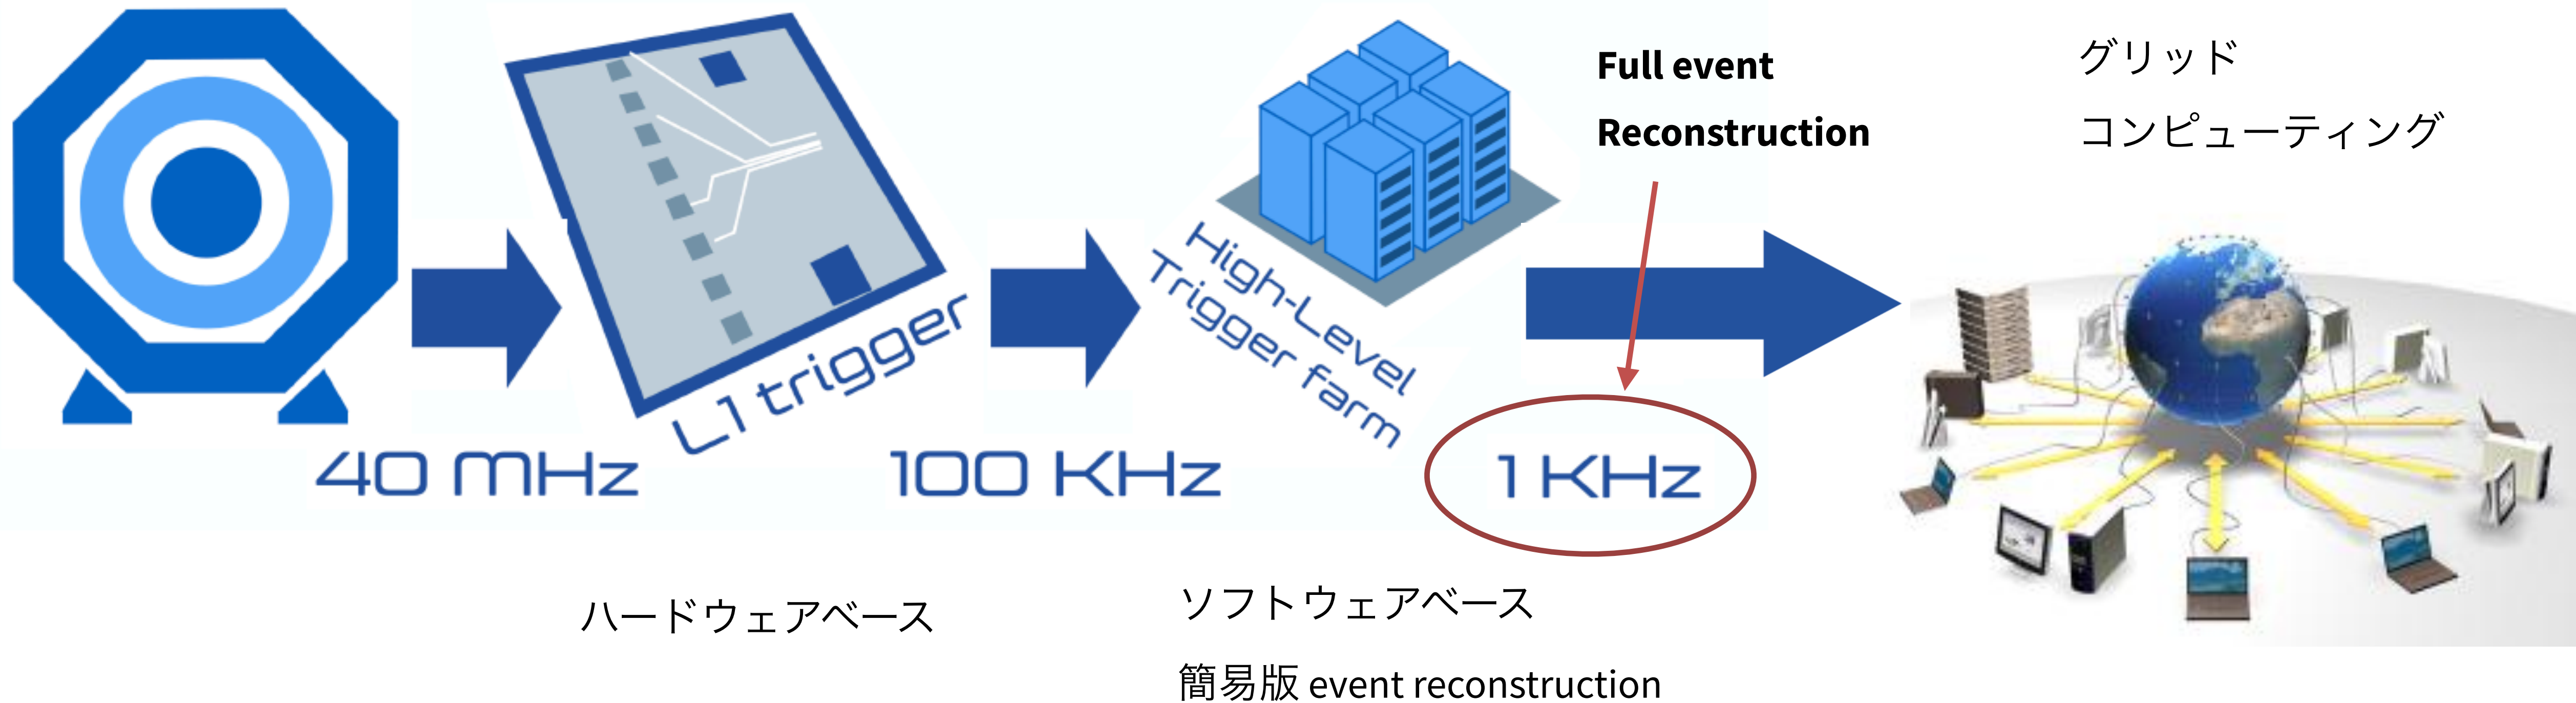 40 MHz
L1 trigger
ハードウェアベース
100 KHz
High-Level
Trigger farm
ソフトウェアベース
簡易版 event reconstruction
Full event
Reconstruction
1 KHz
グリッド
コンピューティング